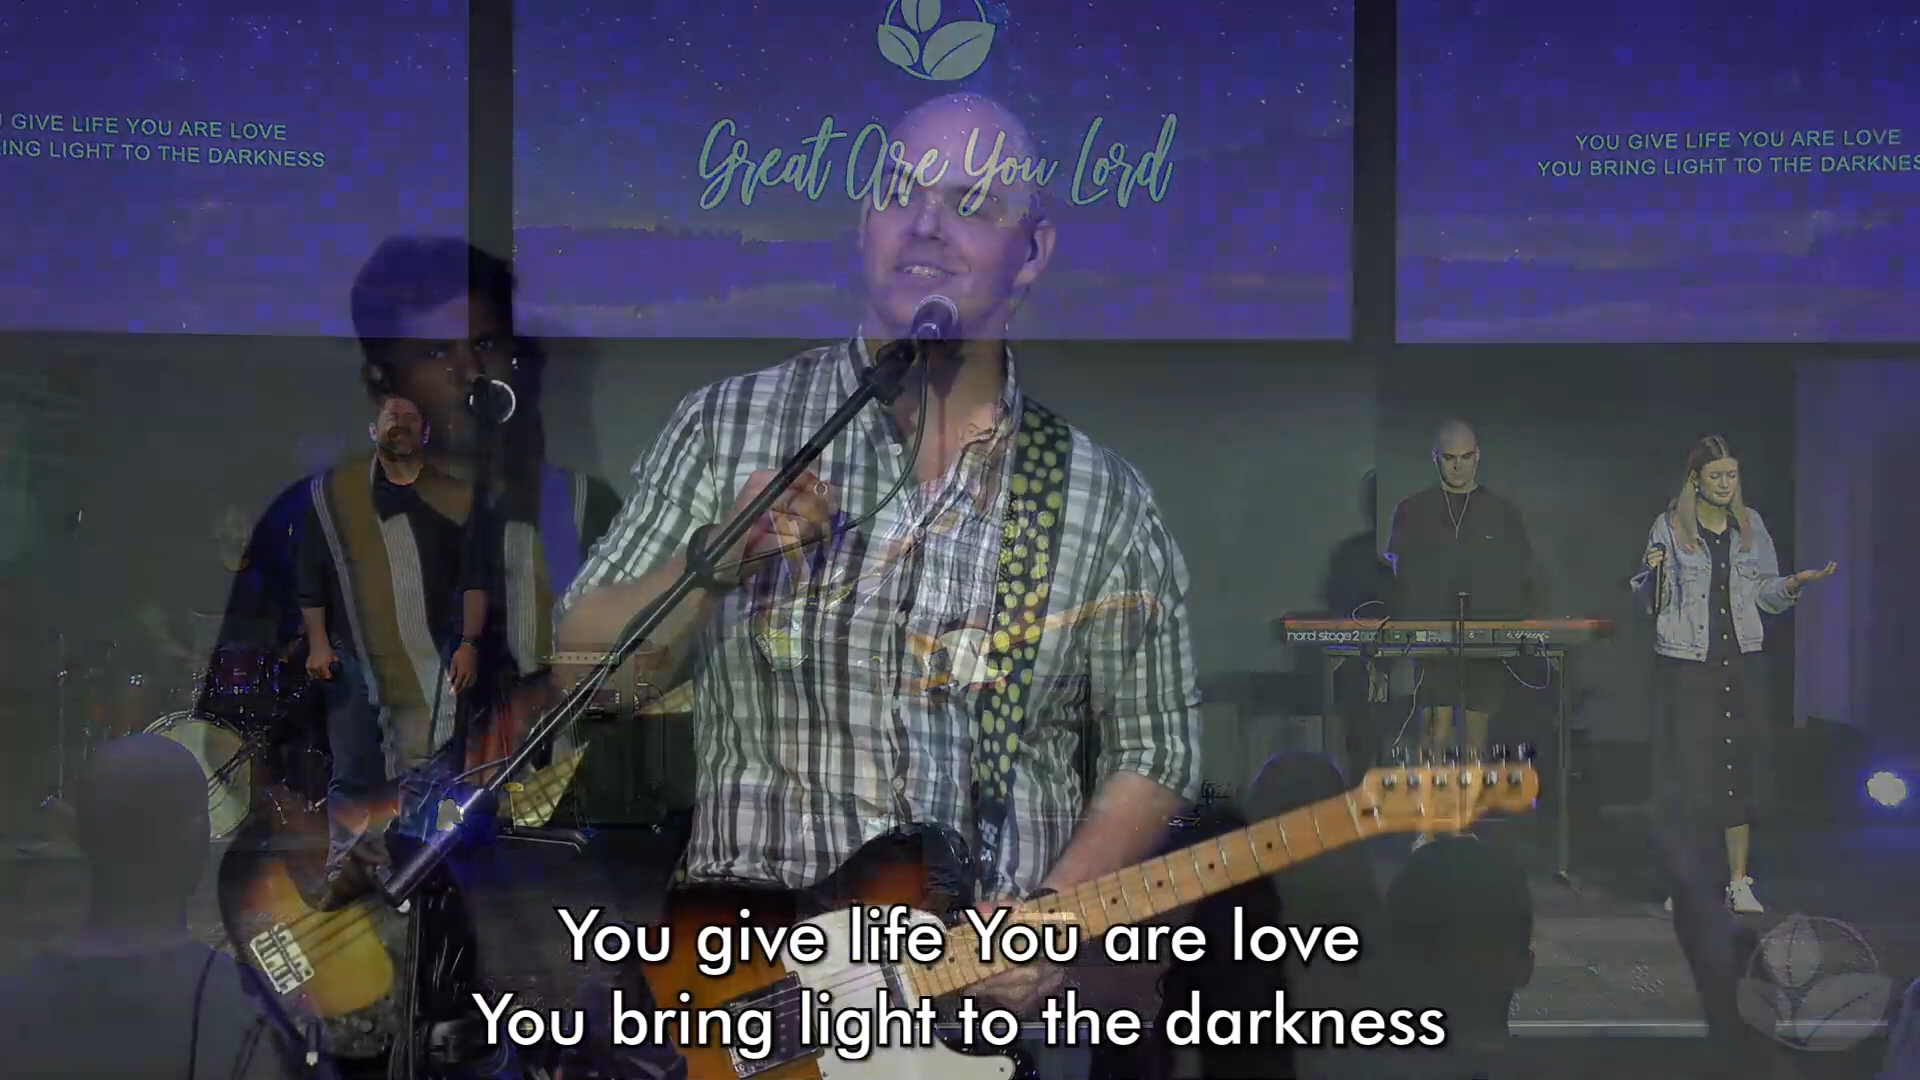 GIVE LIFE YOU ARE LOVE
LIGHT TO THE DARKNESS
Great Are You Lord
YOU GIVE LIFE YOU ARE LOVE
YOU BRING LIGHT TO THE DARKNES
nord stage 2
You give life You are love
You bring light to the darkness